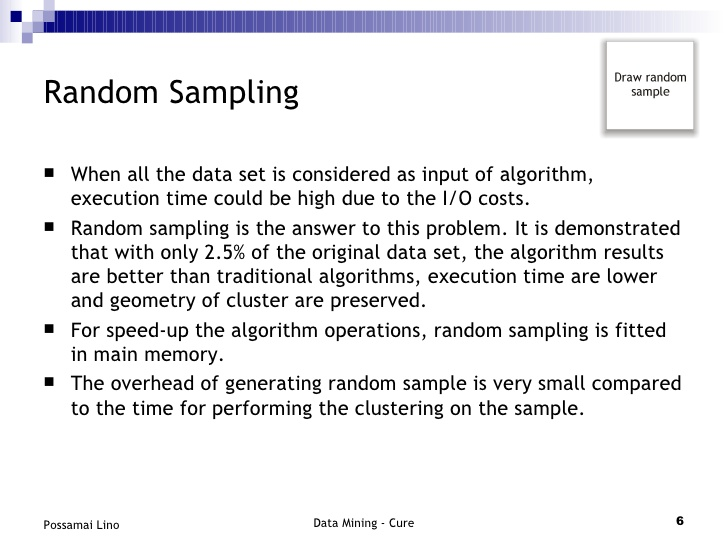 Draw random
sample
Random Sampling
■ When all the data set is considered as input of algorithm,
execution time could be high due to the I/O costs.
■ Random sampling is the answer to this problem. It is demonstrated
that with only 2.5% of the original data set, the algorithm results
are better than traditional algorithms, execution time are lower
and geometry of cluster are preserved.
■ For speed-up the algorithm operations, random sampling is fitted
in main memory.
■ The overhead of generating random sample is very small compared
to the time for performing the clustering on the sample.
Possamai Lino
Data Mining - Cure
6